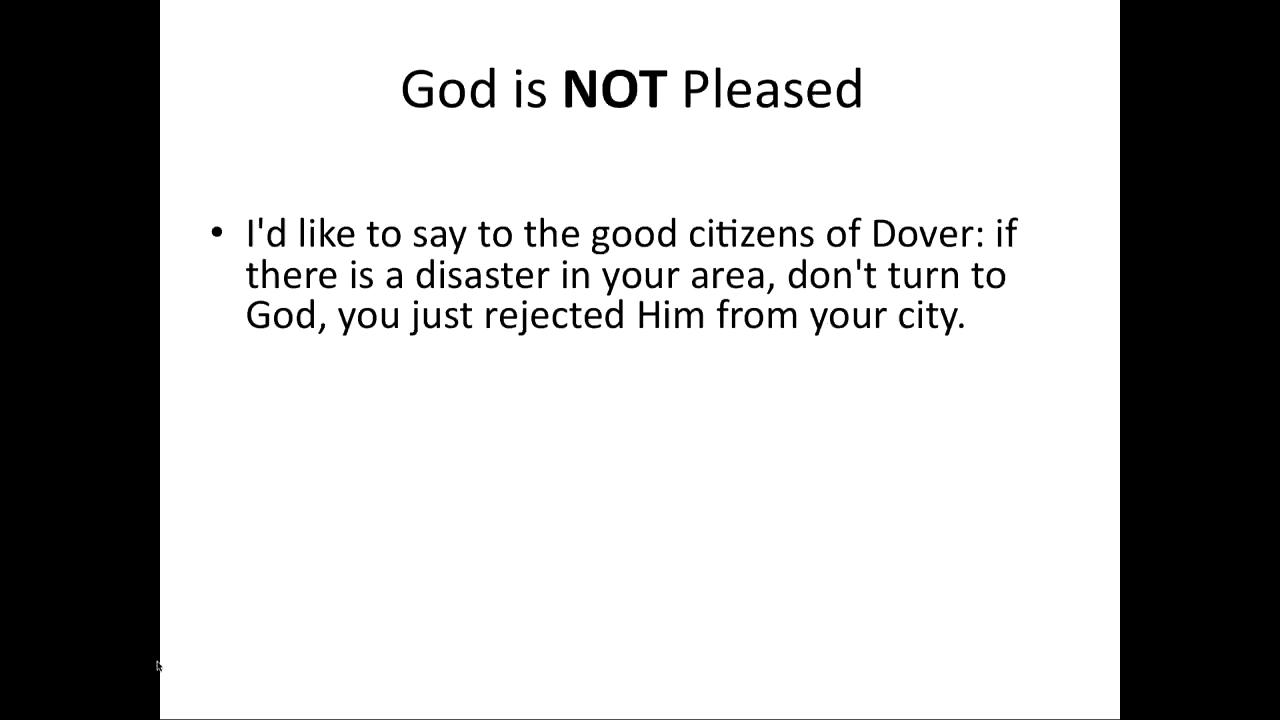 God is NOT Pleased
• I'd like to say to the good citizens of Dover: if
there is a disaster in your area, don't turn to
God, you just rejected Him from your city.